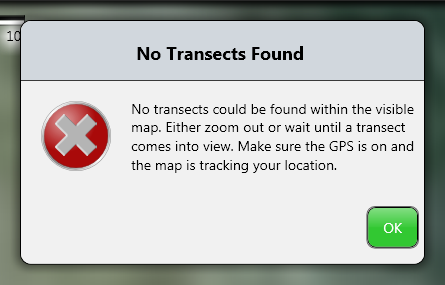 10
No Transects Found
No transects could be found within the visible
map. Either zoom out or wait until a transect
comes into view. Make sure the GPS is on and
the map is tracking your location.
OK